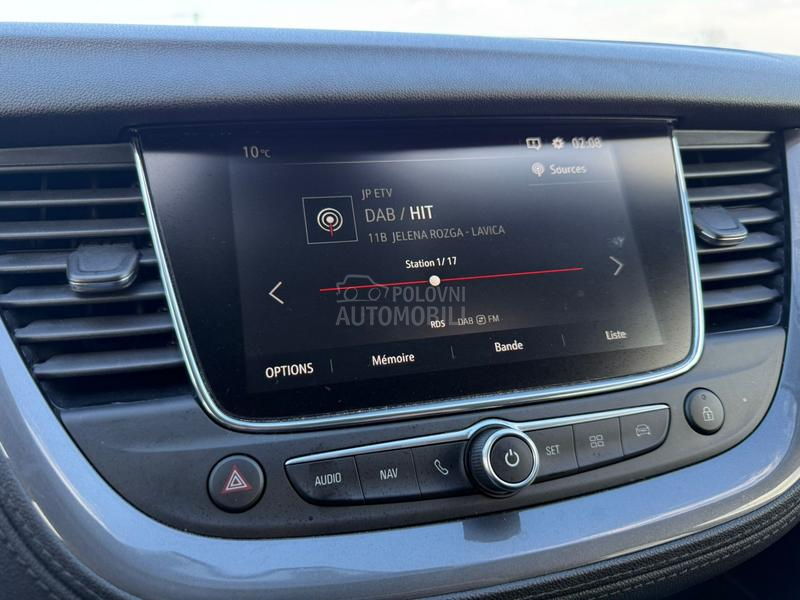 10°C 02:08
Sources
JP ETV
DAB / HIT
11B JELENA ROZGA - LAVICA
Station 1/ 17
POLOVNI
AUTOMOBILI
RDS DAB FM
OPTIONS Mémoire Bande Liste
AUDIO NAV SET